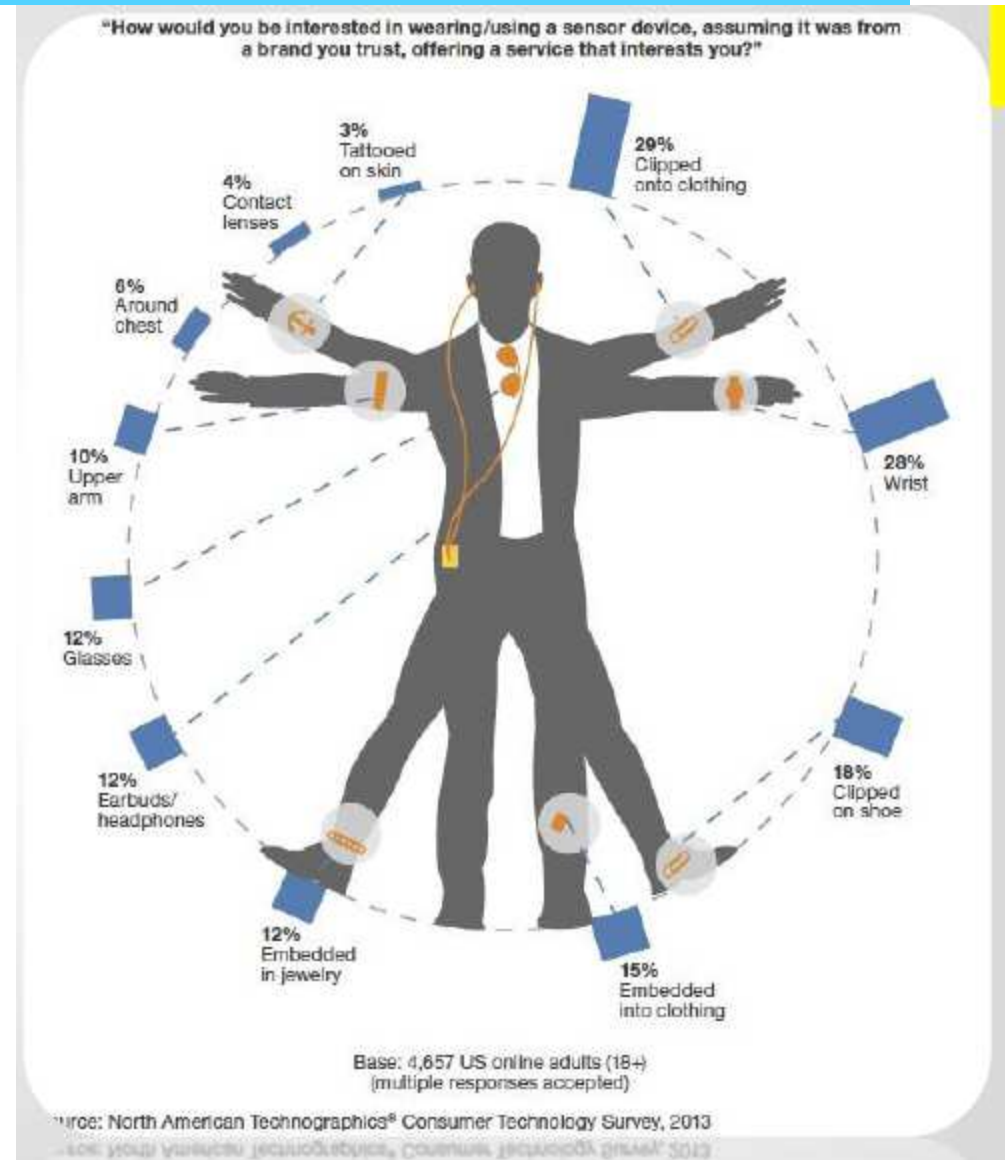 "How would you be interested in wearing/using a sensor device, assuming it was from
a brand you trust, offering a service that interests you?"
3%
Tattooed
on skin
29%
Clipped
onto clothing
4%
Contact
lenses
6%
Around
chest
10%
Upper
arm
28%
Wrist
12%
Glasses
12%
Earbuds/
headphones
18%
Clipped
on shoe
12%
Embedded
in jewelry
15%
Embedded
into clothing
Base: 4,657 US online adults (18+)
(multiple responses accepted)
urce: North American Technographics® Consumer Technology Survey, 2013